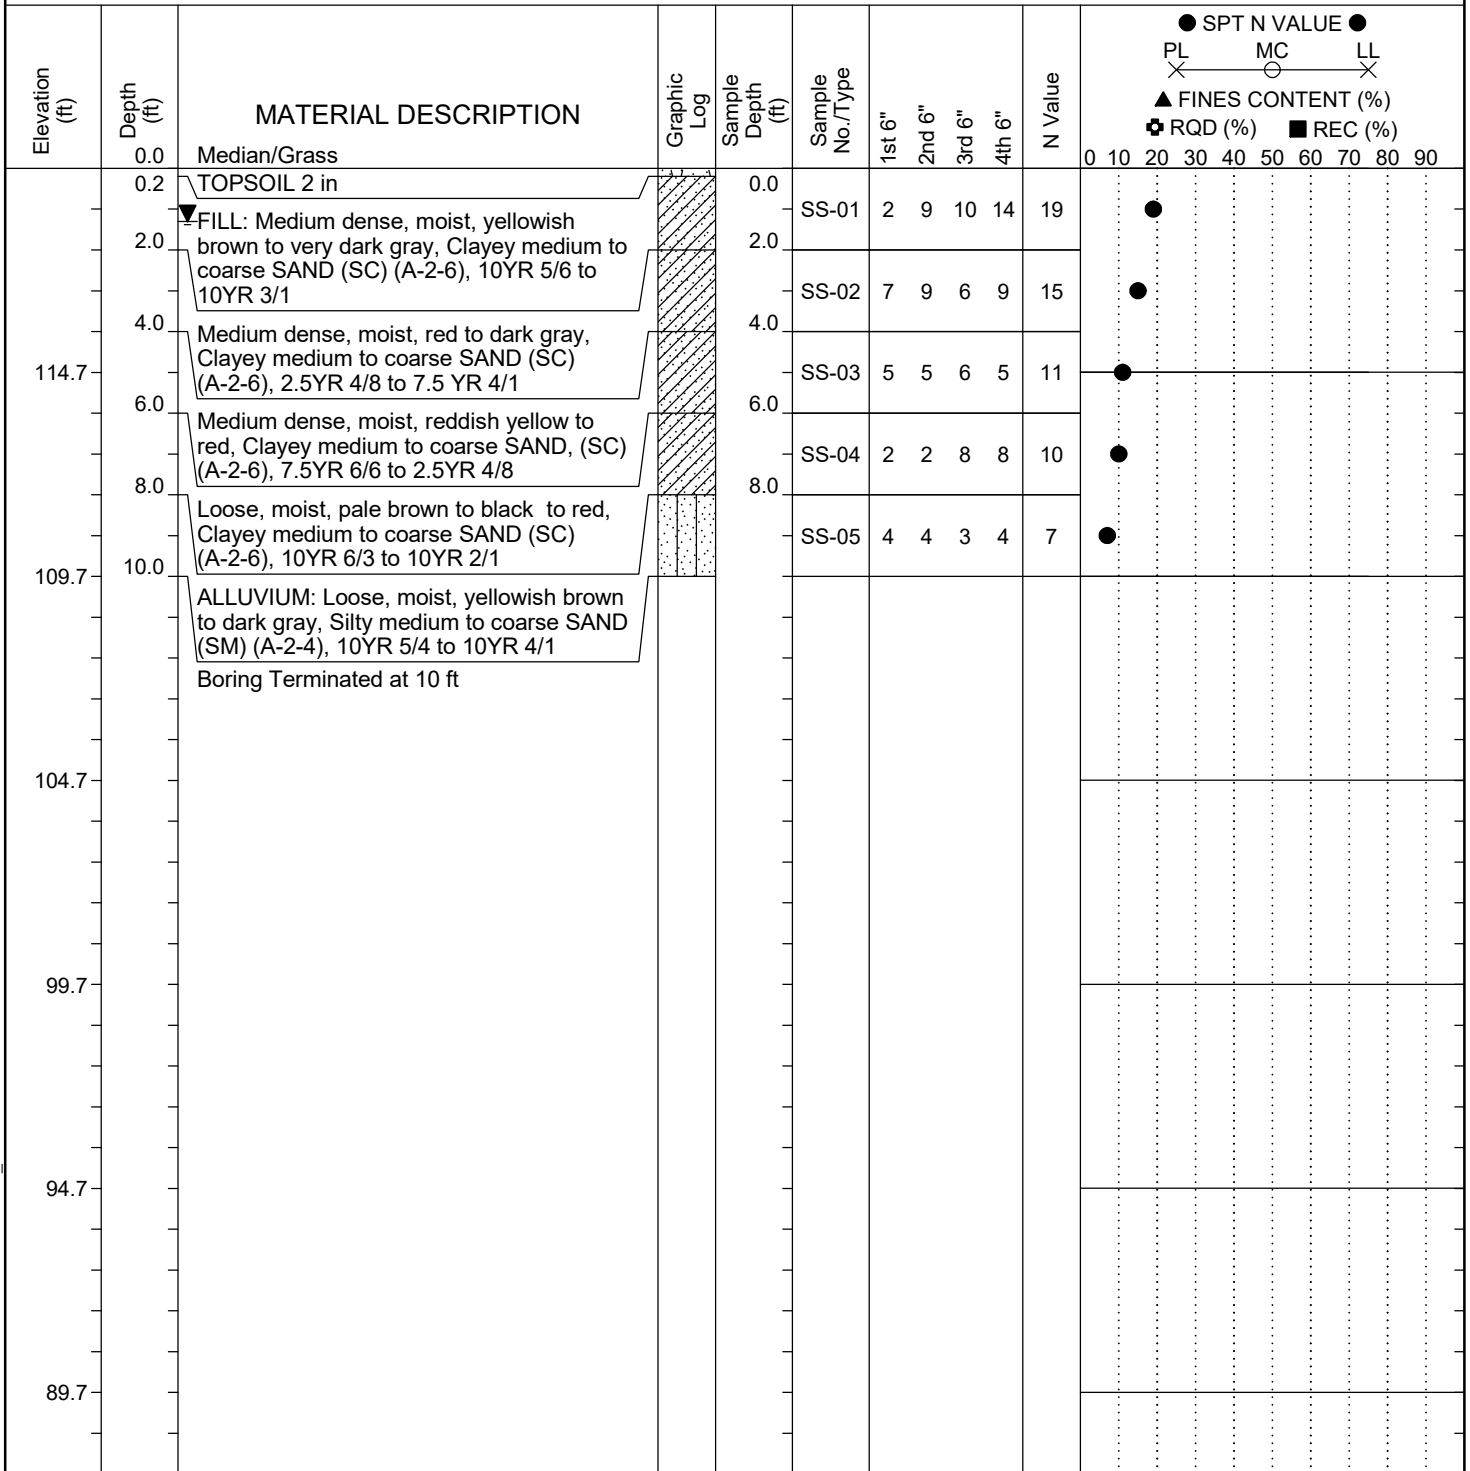 Elevation (ft)
Depth (ft)
MATERIAL DESCRIPTION
Graphic Log
Sample Depth (ft)
Sample No./Type
1st 6"
2nd 6"
3rd 6"
4th 6"
N Value
SPT N VALUE
PL MC LL
FINES CONTENT (%)
RQD (%) REC (%)
0 10 20 30 40 50 60 70 80 90
0.0 Median/Grass
0.2 TOPSOIL 2 in
FILL: Medium dense, moist, yellowish
brown to very dark gray, Clayey medium to
coarse SAND (SC) (A-2-6), 10YR 5/6 to
10YR 3/1
2.0
Medium dense, moist, red to dark gray,
Clayey medium to coarse SAND (SC)
(A-2-6), 2.5YR 4/8 to 7.5 YR 4/1
4.0
114.7
Medium dense, moist, reddish yellow to
red, Clayey medium to coarse SAND, (SC)
(A-2-6), 7.5YR 6/6 to 2.5YR 4/8
6.0
Loose, moist, pale brown to black to red,
Clayey medium to coarse SAND (SC)
(A-2-6), 10YR 6/3 to 10YR 2/1
8.0
ALLUVIUM: Loose, moist, yellowish brown
to dark gray, Silty medium to coarse SAND
(SM) (A-2-4), 10YR 5/4 to 10YR 4/1
10.0
109.7
Boring Terminated at 10 ft
0.0
SS-01 2 9 10 14 19
2.0
SS-02 7 9 6 9 15
4.0
SS-03 5 5 6 5 11
6.0
SS-04 2 2 8 8 10
8.0
SS-05 4 4 3 4 7
104.7
99.7
94.7
89.7